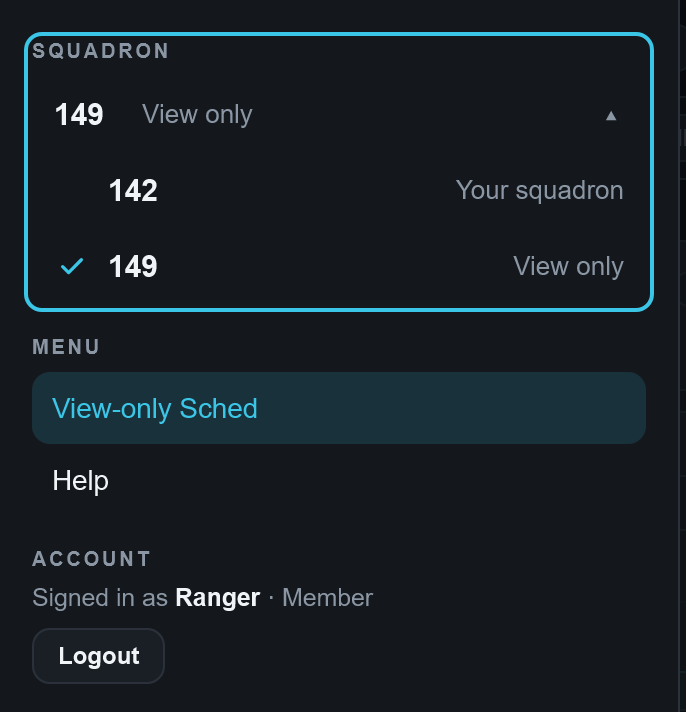 SQUADRON
149 View only ▲
142 Your squadron
✓ 149 View only
MENU
View-only Sched
Help
ACCOUNT
Signed in as Ranger · Member
Logout